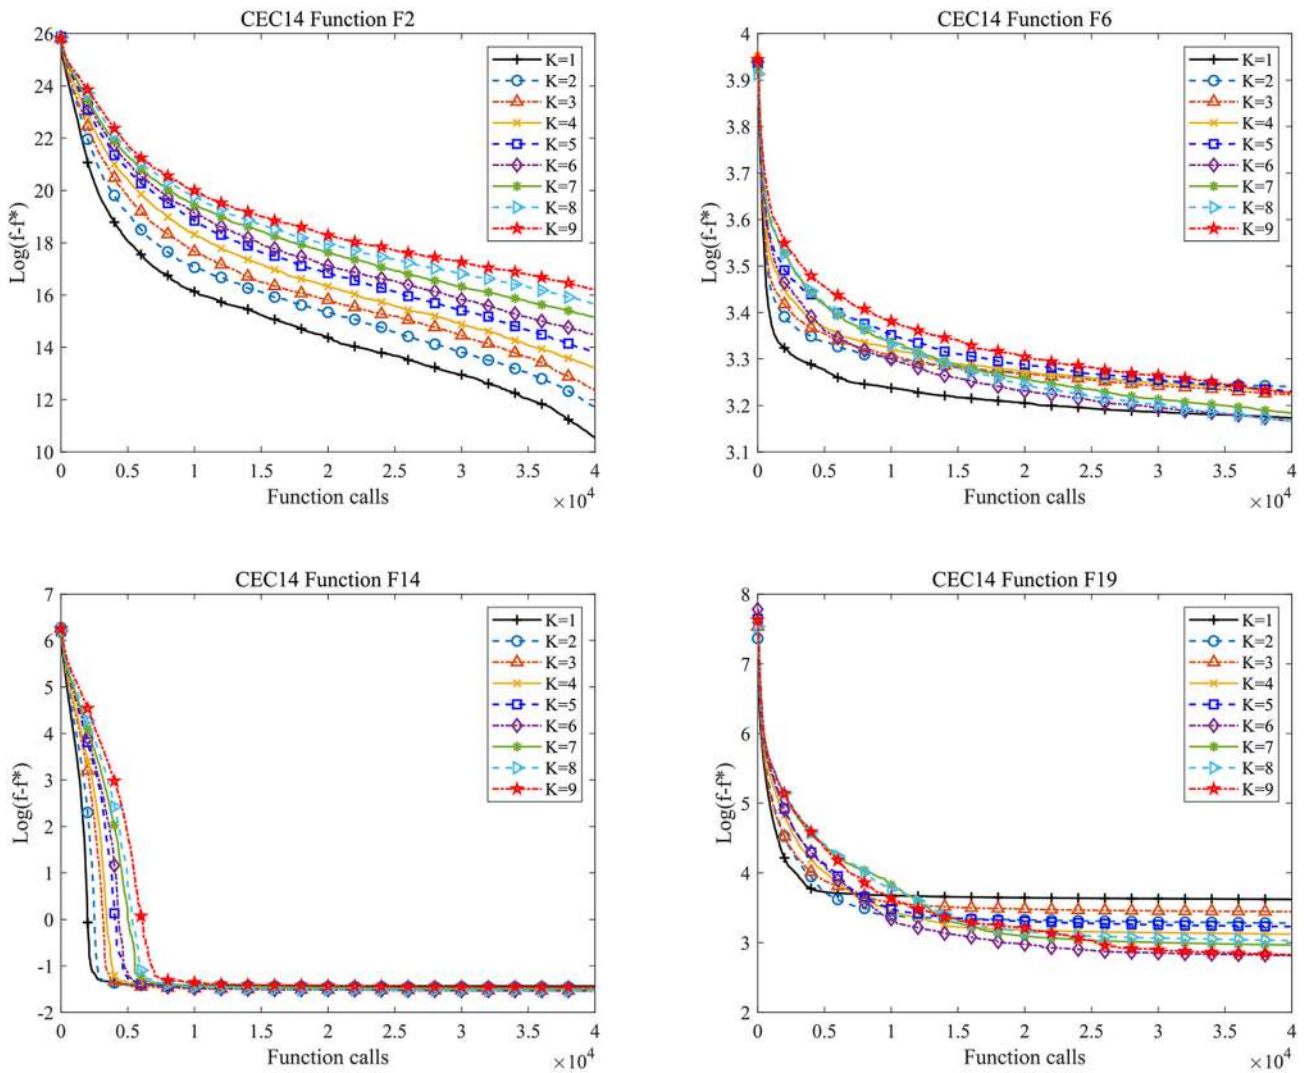 CEC14 Function F2
26
24
22
20
18
16
14
12
10
Log(f-f*)
K=1
K=2
K=3
K=4
K=5
K=6
K=7
K=8
K=9
0 0.5 1 1.5 2 2.5 3 3.5 4
Function calls
×10⁴
CEC14 Function F6
4
3.9
3.8
3.7
3.6
3.5
3.4
3.3
3.2
3.1
Log(f-f*)
K=1
K=2
K=3
K=4
K=5
K=6
K=7
K=8
K=9
0 0.5 1 1.5 2 2.5 3 3.5 4
Function calls
×10⁴
CEC14 Function F14
7
6
5
4
3
2
1
0
-1
-2
Log(f-f*)
K=1
K=2
K=3
K=4
K=5
K=6
K=7
K=8
K=9
0 0.5 1 1.5 2 2.5 3 3.5 4
Function calls
×10⁴
CEC14 Function F19
8
7
6
5
4
3
2
Log(f-f*)
K=1
K=2
K=3
K=4
K=5
K=6
K=7
K=8
K=9
0 0.5 1 1.5 2 2.5 3 3.5 4
Function calls
×10⁴